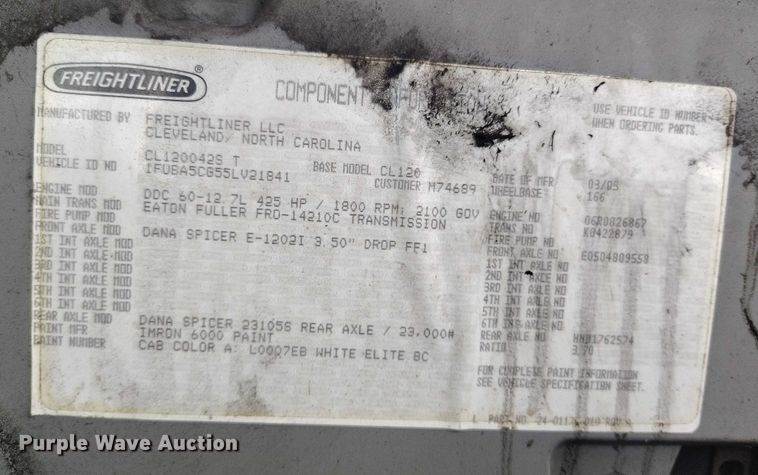 FREIGHTLINER ®
COMPONENT INFORMATION
USE VEHICLE ID NUMBER
WHEN ORDERING PARTS.
MANUFACTURED BY FREIGHTLINER LLC
CLEVELAND, NORTH CAROLINA
CL120042S T BASE MODEL CL120 DATE OF MFR 03/05
1FUBA5CG55LV21841 CUSTOMER M74689 WHEELBASE 166
ENGINE MOD DDC 60-12.7L 425 HP / 1800 RPM; 2100 GOV ENGINE NO 06R0826867
MAIN TRANS MOD EATON FULLER FRO-14210C TRANSMISSION TRANS NO K0422879
FIRE PUMP MOD FIRE PUMP NO
FRONT AXLE MOD DANA SPICER E-1202I 3.50" DROP FF1 FRONT AXLE NO E0504809559
1ST INT AXLE MOD 1ST INT AXLE NO
2ND INT AXLE MOD 2ND INT AXLE NO
3RD INT AXLE MOD 3RD INT AXLE NO
4TH INT AXLE MOD 4TH INT AXLE NO
5TH INT AXLE MOD 5TH INT AXLE NO
6TH INT AXLE MOD 6TH INT AXLE NO
REAR AXLE MOD DANA SPICER 23105S REAR AXLE / 23,000# REAR AXLE NO
PAINT MFR IMRON 6000 PAINT RATIO 3.70
PAINT NUMBER CAB COLOR A: L0007EB WHITE ELITE BC
FOR COMPLETE PAINT INFORMATION
SEE VEHICLE SPECIFICATION SHEET.
PART NO.
Purple Wave Auction